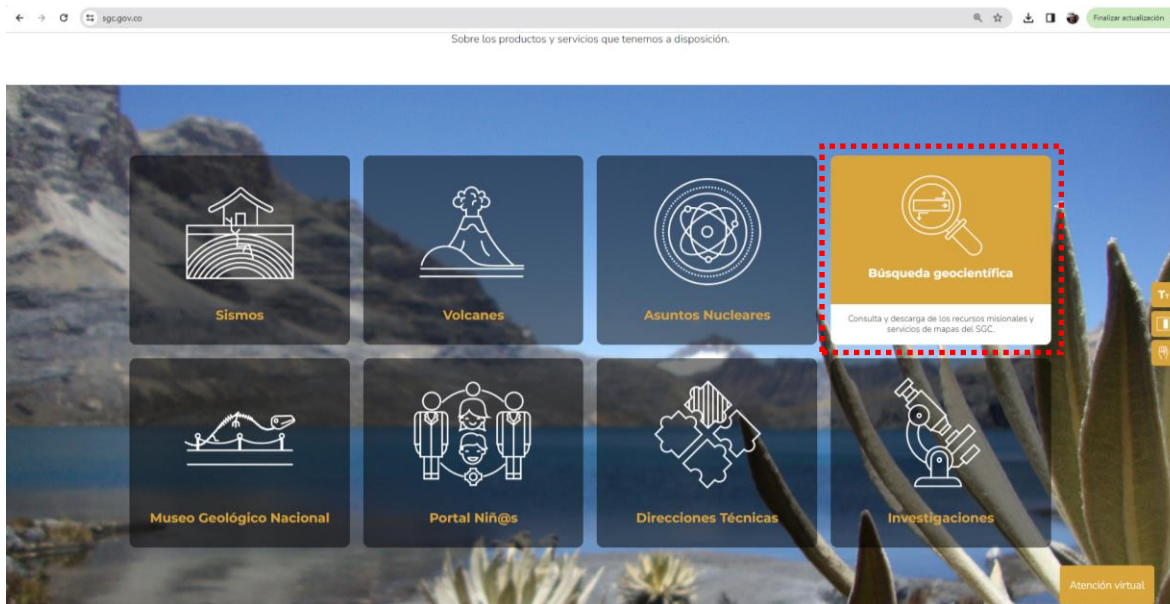 sgc.gov.co
Finalizar actualización
Sobre los productos y servicios que tenemos a disposición.
Sismos
Volcanes
Asuntos Nucleares
Búsqueda geocientífica
Consulta y descarga de los recursos misionales y
servicios de mapas del SGC.
Museo Geológico Nacional
Portal Niñ@s
Direcciones Técnicas
Investigaciones
Atención virtual